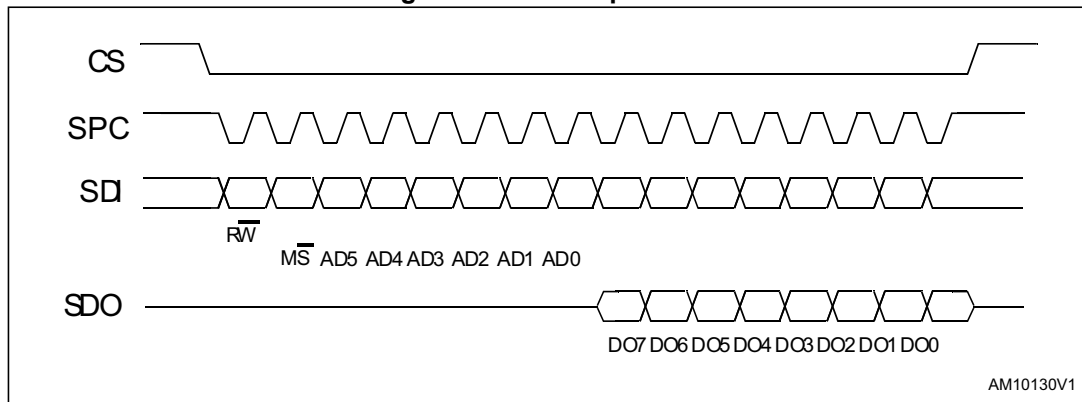 CS
SPC
SDI
RW
MS AD5 AD4 AD3 AD2 AD1 AD0
SDO
DO7 DO6 DO5 DO4 DO3 DO2 DO1 DO0
AM10130V1